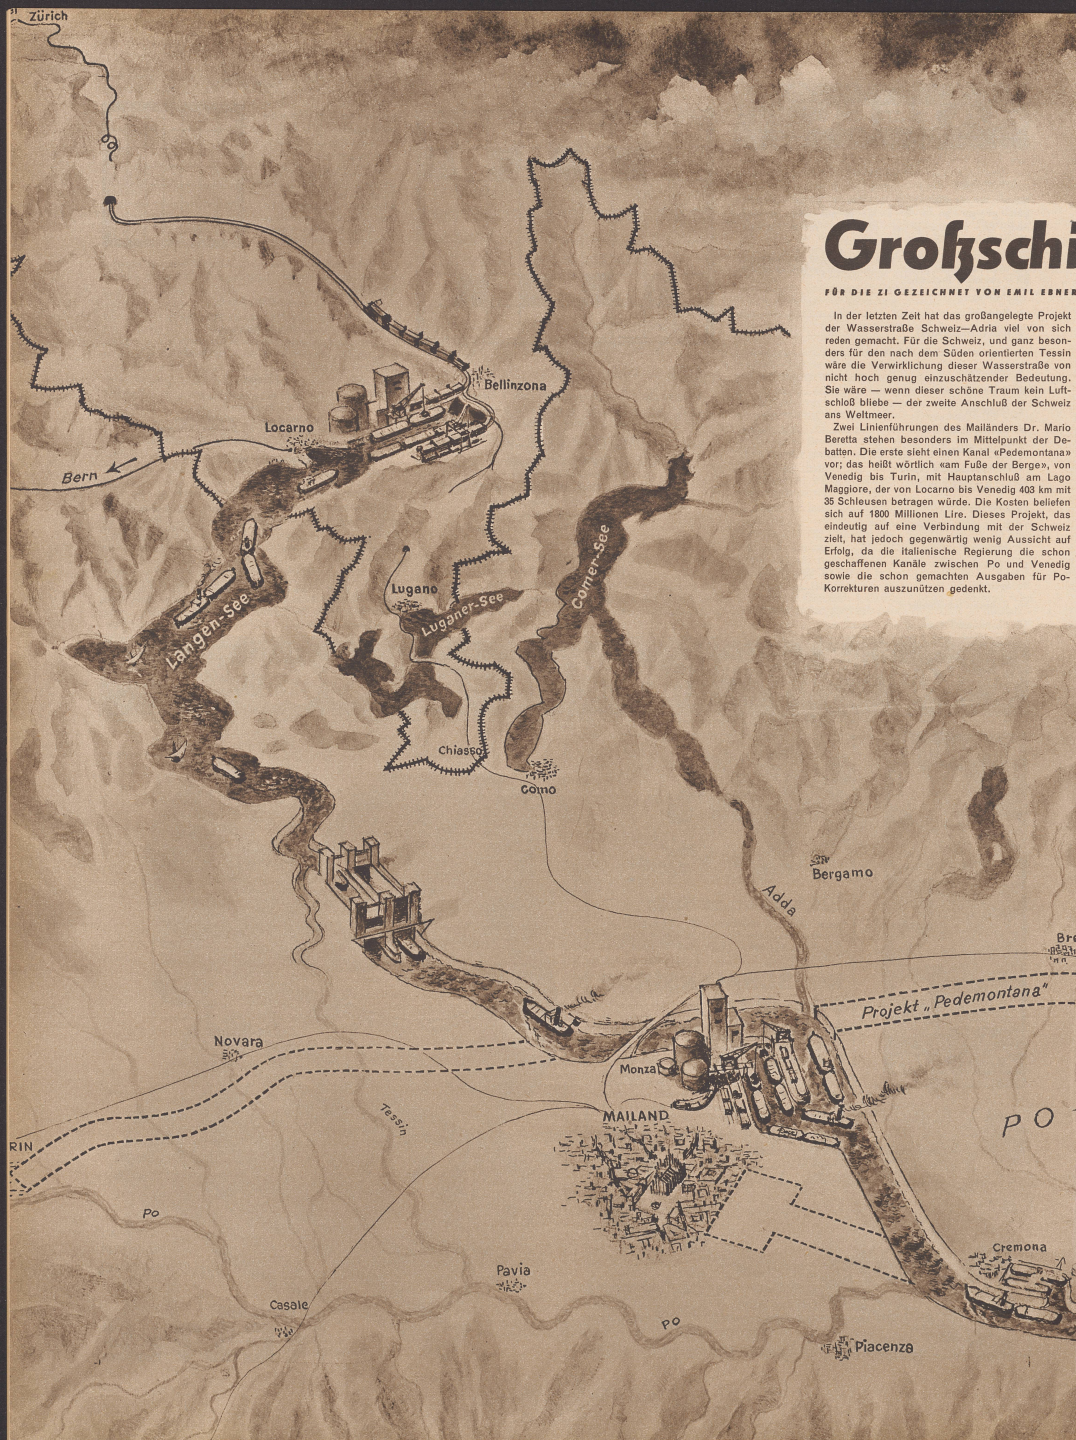 Zürich
Großschi
FÜR DIE ZI GEZEICHNET VON EMIL EBNER
In der letzten Zeit hat das großangelegte Projekt
der Wasserstraße Schweiz—Adria viel von sich
reden gemacht. Für die Schweiz, und ganz beson-
ders für den nach dem Süden orientierten Tessin
wäre die Verwirklichung dieser Wasserstraße von
nicht hoch genug einzuschätzender Bedeutung.
Sie wäre — wenn dieser schöne Traum kein Luft-
schloß bliebe — der zweite Anschluß der Schweiz
ans Weltmeer.
Zwei Linienführungen des Mailänders Dr. Mario
Beretta stehen besonders im Mittelpunkt der De-
batten. Die erste sieht einen Kanal «Pedemontana»
vor; das heißt wörtlich «am Fuße der Berge», von
Venedig bis Turin, mit Hauptanschluß am Lago
Maggiore, der von Locarno bis Venedig 403 km mit
35 Schleusen betragen würde. Die Kosten beliefen
sich auf 1800 Millionen Lire. Dieses Projekt, das
eindeutig auf eine Verbindung mit der Schweiz
zielt, hat jedoch gegenwärtig wenig Aussicht auf
Erfolg, da die italienische Regierung die schon
geschaffenen Kanäle zwischen Po und Venedig
sowie die schon gemachten Ausgaben für Po-
Korrekturen auszunützen gedenkt.
Bellinzona
Locarno
Bern
Comer-See
Lugano
Luganer-See
Langen-See
Chiasso
Como
Bergamo
Adda
Bre
Projekt „Pedemontana"
Novara
Monza
MAILAND
Tessin
PO
RIN
Po
Cremona
Pavia
Casale
PO
Piacenza